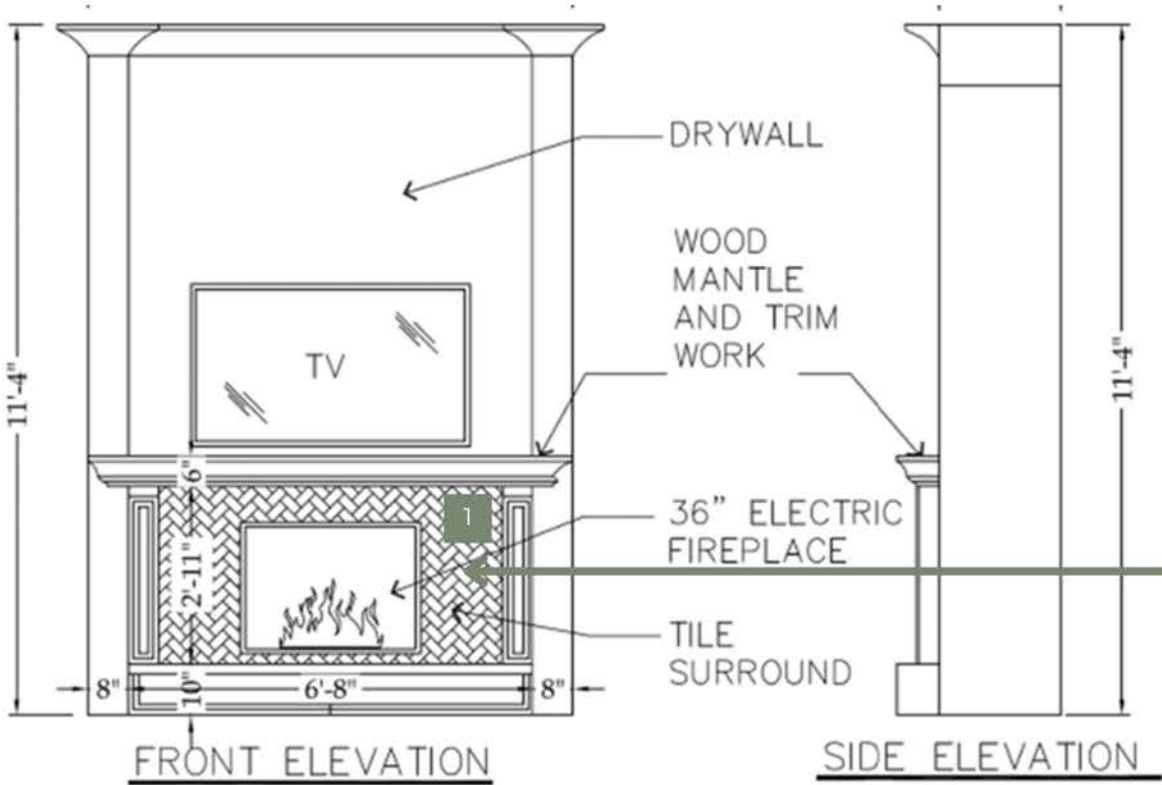 DRYWALL
WOOD
MANTLE
AND TRIM
WORK
TV
11'-4"
11'-4"
6"
1
36" ELECTRIC
FIREPLACE
2'-11"
TILE
SURROUND
8"
10"
6'-8"
8"
FRONT ELEVATION
SIDE ELEVATION